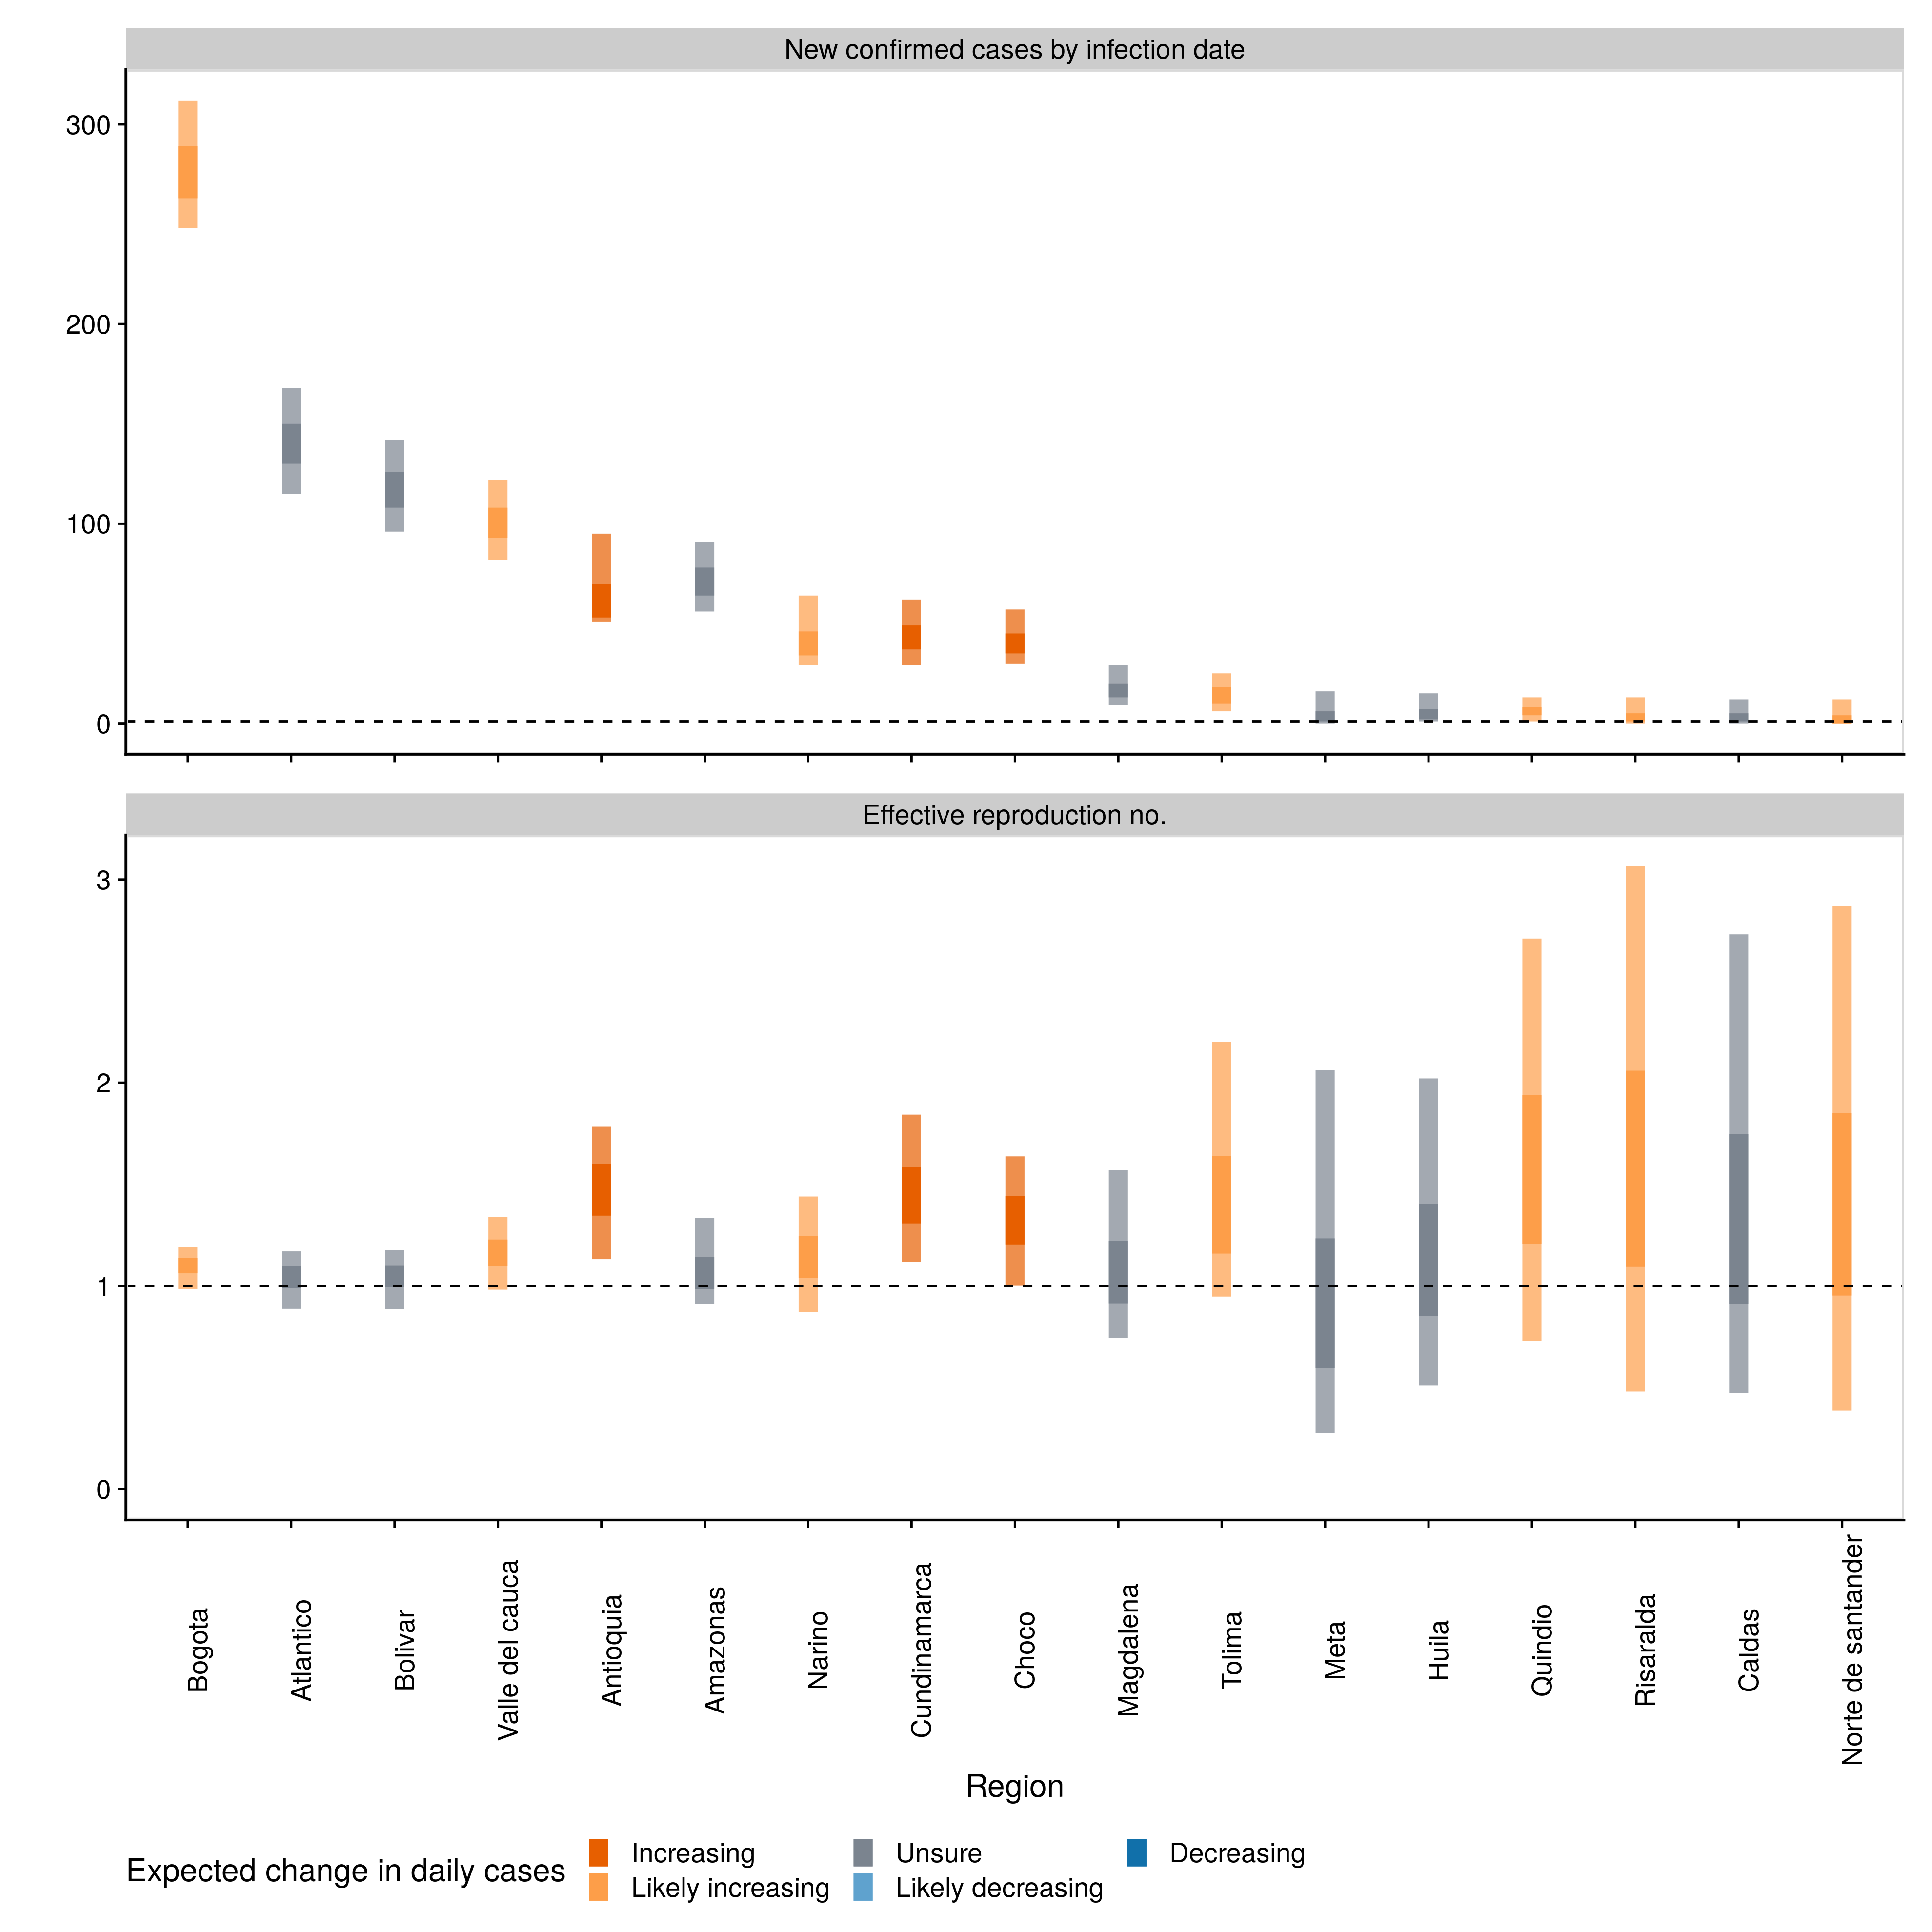 New confirmed cases by infection date
300
200
100
0
Effective reproduction no.
3
2
1
0
Bogota
Atlantico
Bolivar
Valle del cauca
Antioquia
Amazonas
Narino
Cundinamarca
Choco
Magdalena
Tolima
Meta
Huila
Quindio
Risaralda
Caldas
Norte de santander
Region
Expected change in daily cases
Increasing
Likely increasing
Unsure
Likely decreasing
Decreasing